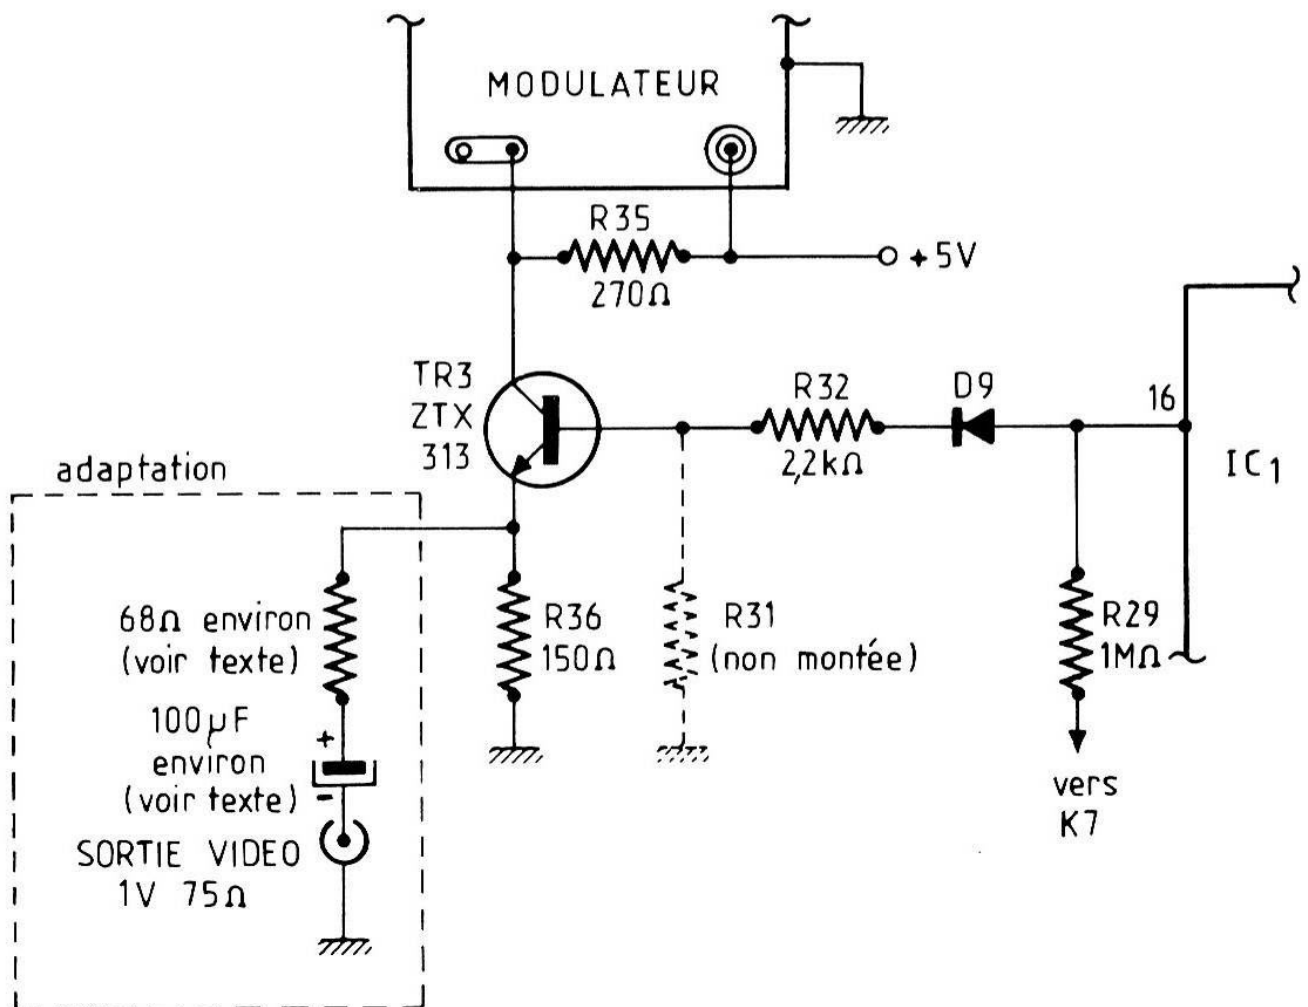 MODULATEUR
R35
270Ω
+5V
TR3
ZTX
313
R32
2,2kΩ
D9
16
IC1
adaptation
68Ω environ
(voir texte)
100µF
environ
(voir texte)
+
-
SORTIE VIDEO
1V 75Ω
R36
150Ω
R31
(non montée)
R29
1MΩ
vers
K7